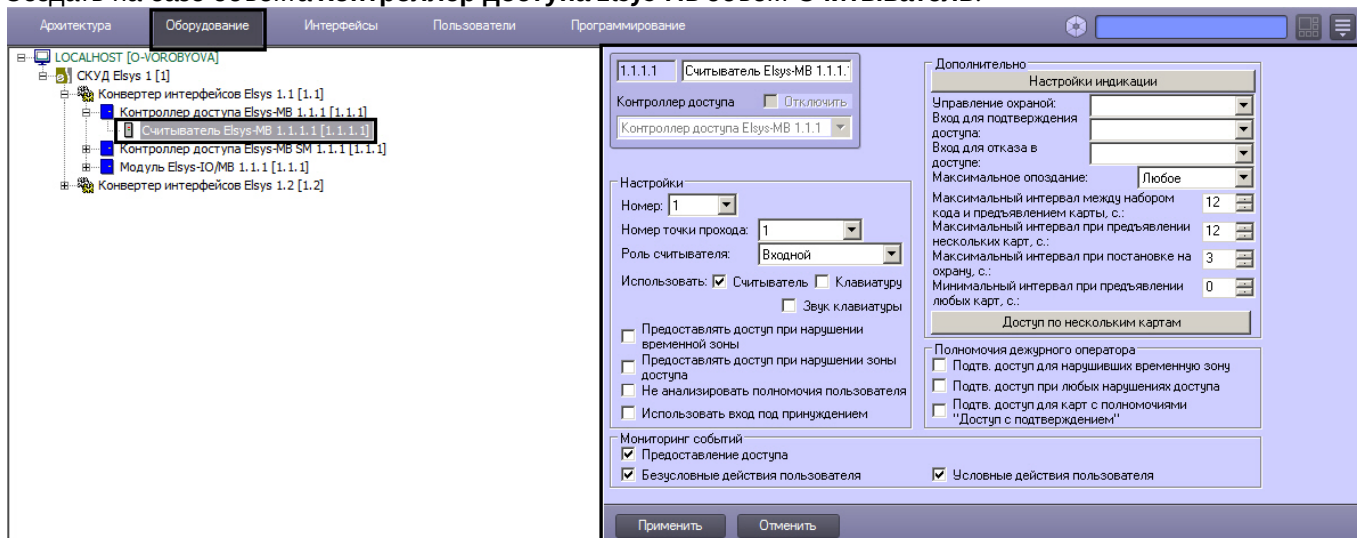 Создать на базе объекта Контроллер доступа Elsys-MB объект Считыватель.
Архитектура Оборудование Интерфейсы Пользователи Программирование
LOCALHOST [O-VOROBYOVA]
СКУД Elsys 1 [1]
Конвертер интерфейсов Elsys 1.1 [1.1]
Контроллер доступа Elsys-MB 1.1.1 [1.1.1]
Считыватель Elsys-MB 1.1.1.1 [1.1.1.1]
Контроллер доступа Elsys-MB SM 1.1.1 [1.1.1]
Модуль Elsys-IO/MB 1.1.1 [1.1.1]
Конвертер интерфейсов Elsys 1.2 [1.2]
1.1.1.1 Считыватель Elsys-MB 1.1.1.
Контроллер доступа Отключить
Контроллер доступа Elsys-MB 1.1.1
Настройки
Номер: 1
Номер точки прохода: 1
Роль считывателя: Входной
Использовать: Считыватель Клавиатуру
Звук клавиатуры
Предоставлять доступ при нарушении
временной зоны
Предоставлять доступ при нарушении зоны
доступа
Не анализировать полномочия пользователя
Использовать вход под принуждением
Дополнительно
Настройки индикации
Управление охраной:
Вход для подтверждения
доступа:
Вход для отказа в
доступе:
Максимальное опоздание: Любое
Максимальный интервал между набором
кода и предъявлением карты, с.: 12
Максимальный интервал при предъявлении
нескольких карт, с.: 12
Максимальный интервал при постановке на
охрану, с.: 3
Минимальный интервал при предъявлении
любых карт, с.: 0
Доступ по нескольким картам
Полномочия дежурного оператора
Подтв. доступ для нарушивших временную зону
Подтв. доступ при любых нарушениях доступа
Подтв. доступ для карт с полномочиями
"Доступ с подтверждением"
Мониторинг событий
Предоставление доступа
Безусловные действия пользователя Условные действия пользователя
Применить Отменить